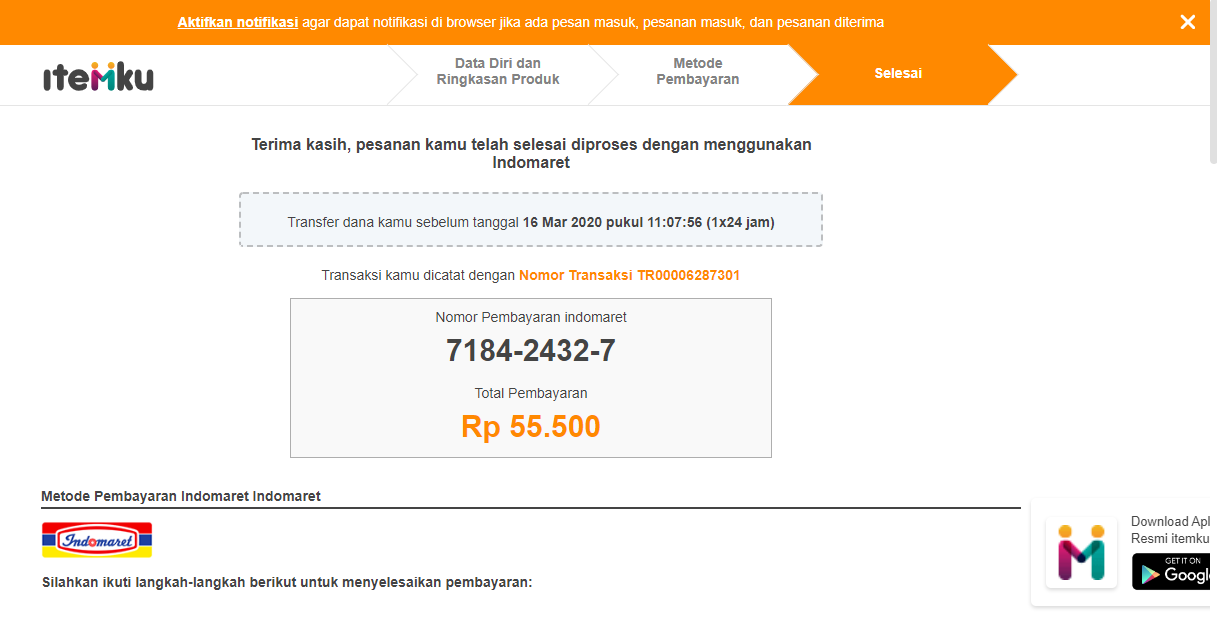 Aktifkan notifikasi agar dapat notifikasi di browser jika ada pesan masuk, pesanan masuk, dan pesanan diterima
itemku
Data Diri dan
Ringkasan Produk
Metode
Pembayaran
Selesai
Terima kasih, pesanan kamu telah selesai diproses dengan menggunakan
Indomaret
Transfer dana kamu sebelum tanggal 16 Mar 2020 pukul 11:07:56 (1x24 jam)
Transaksi kamu dicatat dengan Nomor Transaksi TR00006287301
Nomor Pembayaran indomaret
7184-2432-7
Total Pembayaran
Rp 55.500
Metode Pembayaran Indomaret Indomaret
Indomaret
Silahkan ikuti langkah-langkah berikut untuk menyelesaikan pembayaran:
Download Apl
Resmi itemku
GET IT ON
Googl